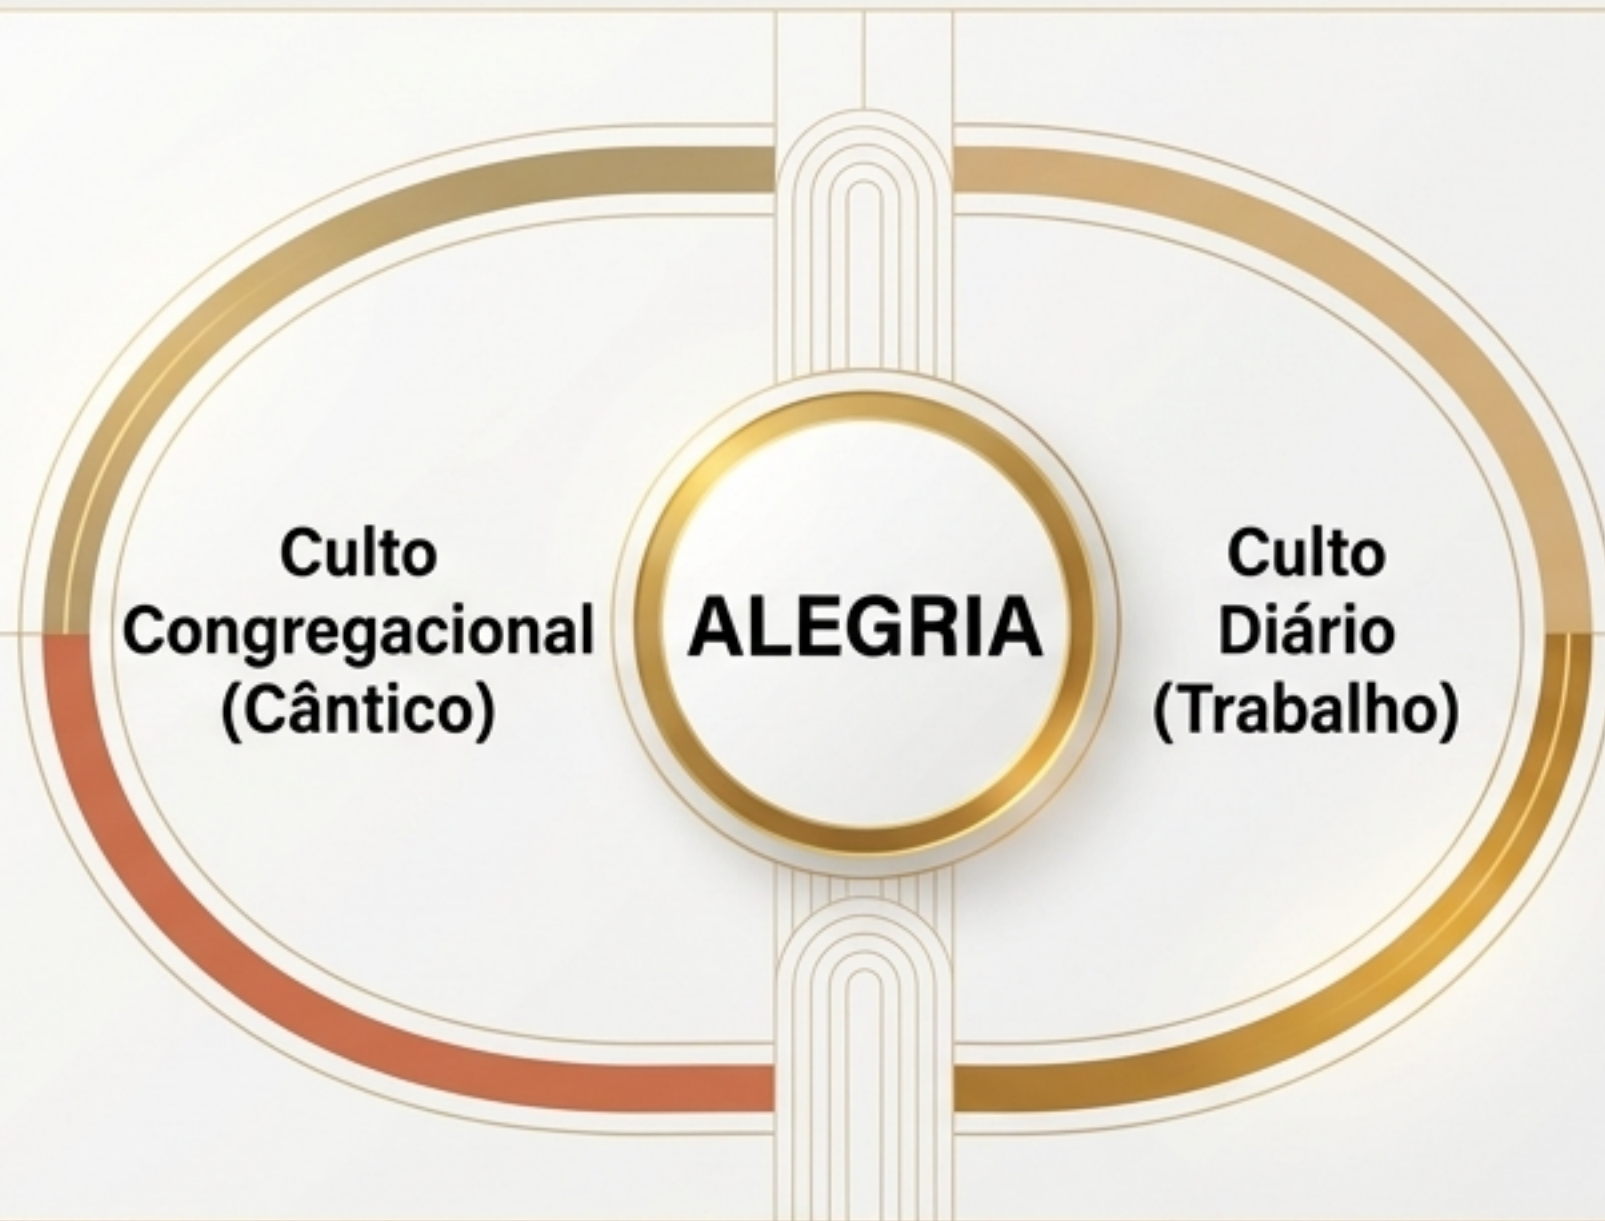 Culto
Congregacional
(Cântico)
ALEGRIA
Culto
Diário
(Trabalho)